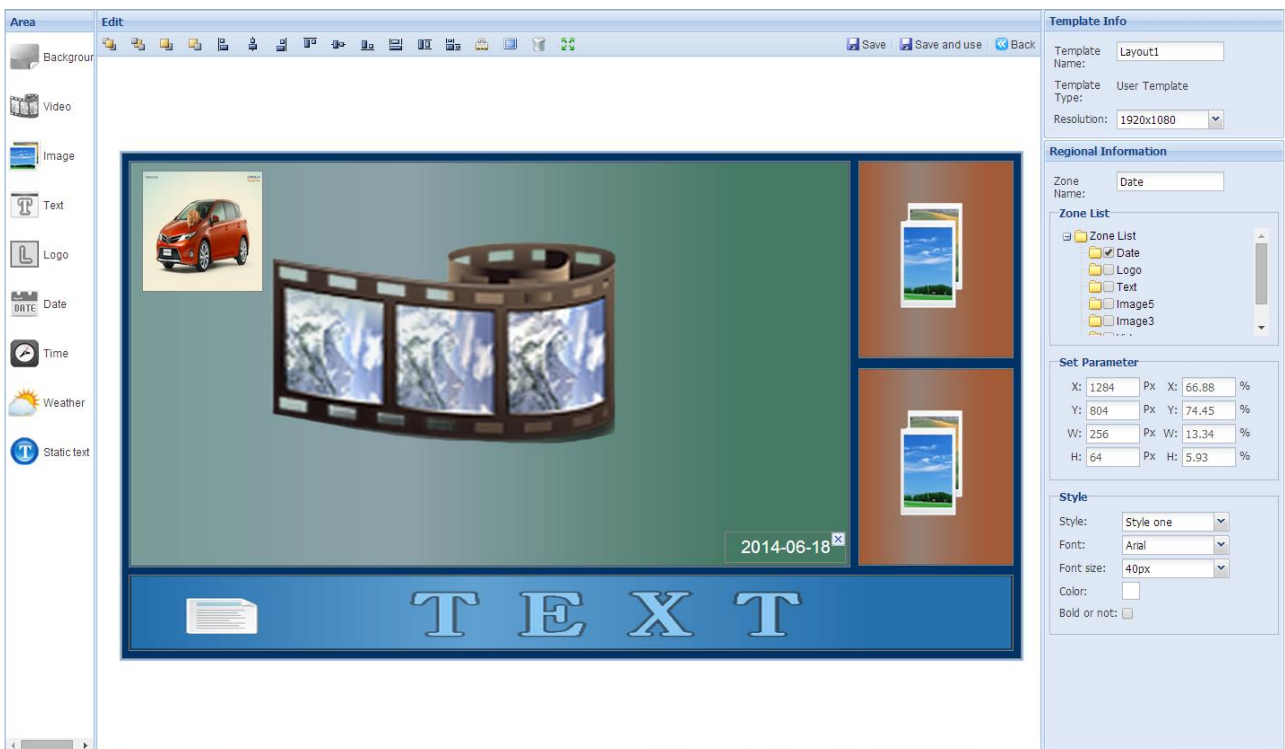 Area
Edit
Template Info
Save
Save and use
Back
Backgrour
Video
Image
Text
Logo
DATE
Date
Time
Weather
Static text
2014-06-18
TEXT
Template Name:
Layout1
Template Type:
User Template
Resolution:
1920x1080
Regional Information
Zone Name:
Date
Zone List
Zone List
Date
Logo
Text
Image5
Image3
Set Parameter
X: 1284 Px X: 66.88 %
Y: 804 Px Y: 74.45 %
W: 256 Px W: 13.34 %
H: 64 Px H: 5.93 %
Style
Style: Style one
Font: Arial
Font size: 40px
Color:
Bold or not: